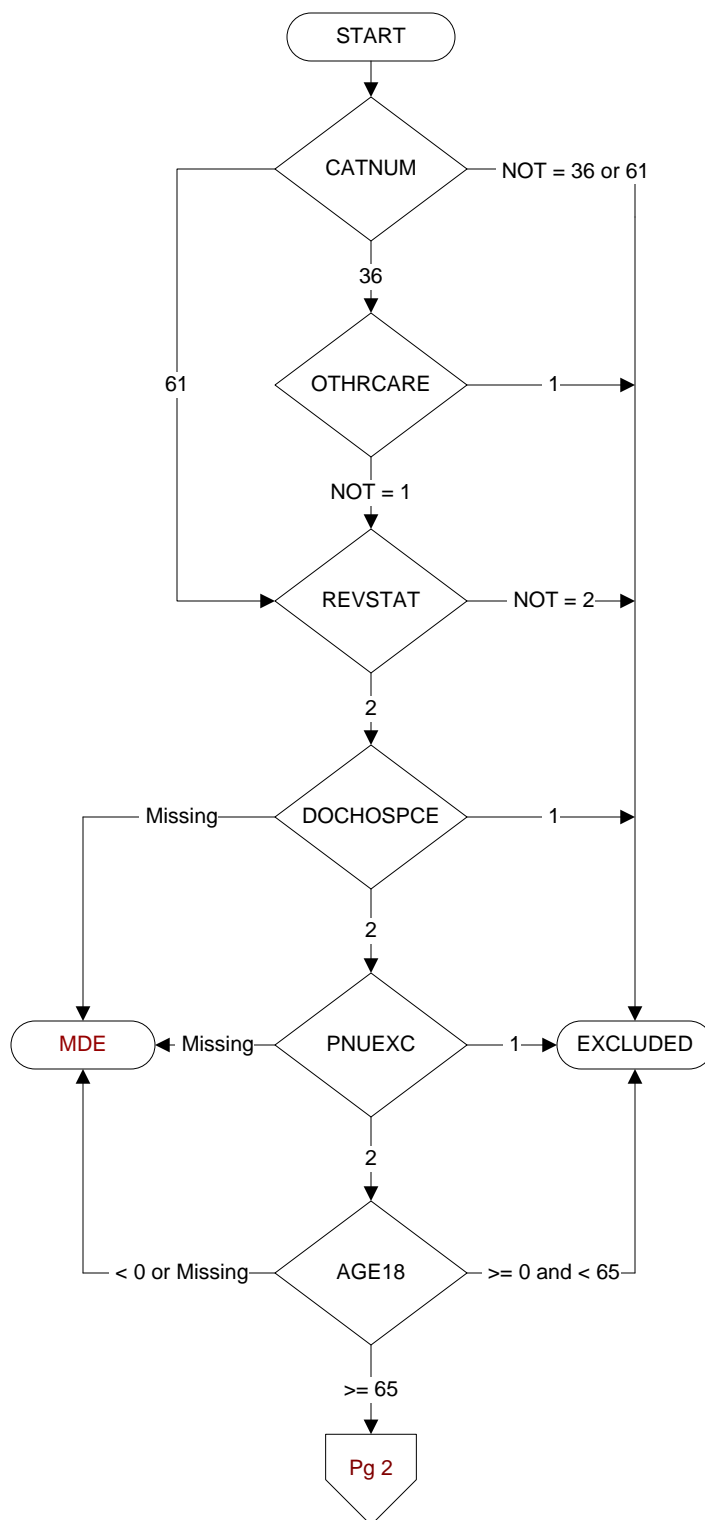 START
CATNUM
NOT = 36 or 61
36
61
OTHRCARE
1
NOT = 1
REVSTAT
NOT = 2
2
Missing
DOCHOSPCE
1
2
MDE
Missing
PNUEXC
1
EXCLUDED
2
< 0 or Missing
AGE18
>= 0 and < 65
>= 65
Pg 2